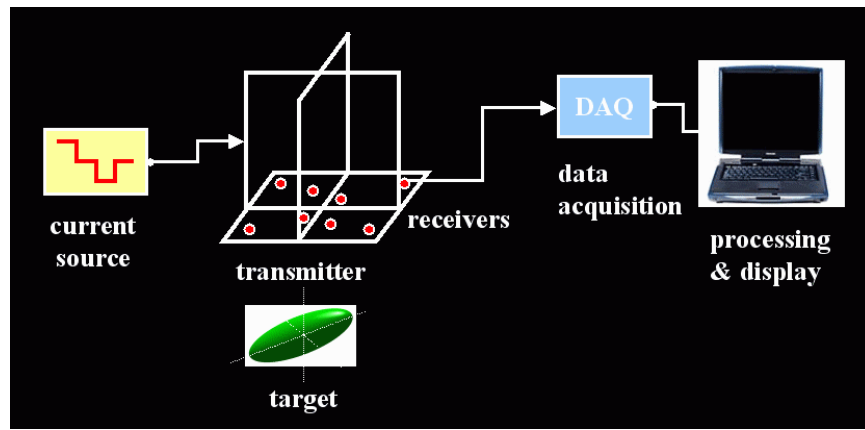 current
source
transmitter
target
receivers
DAQ
data
acquisition
processing
& display